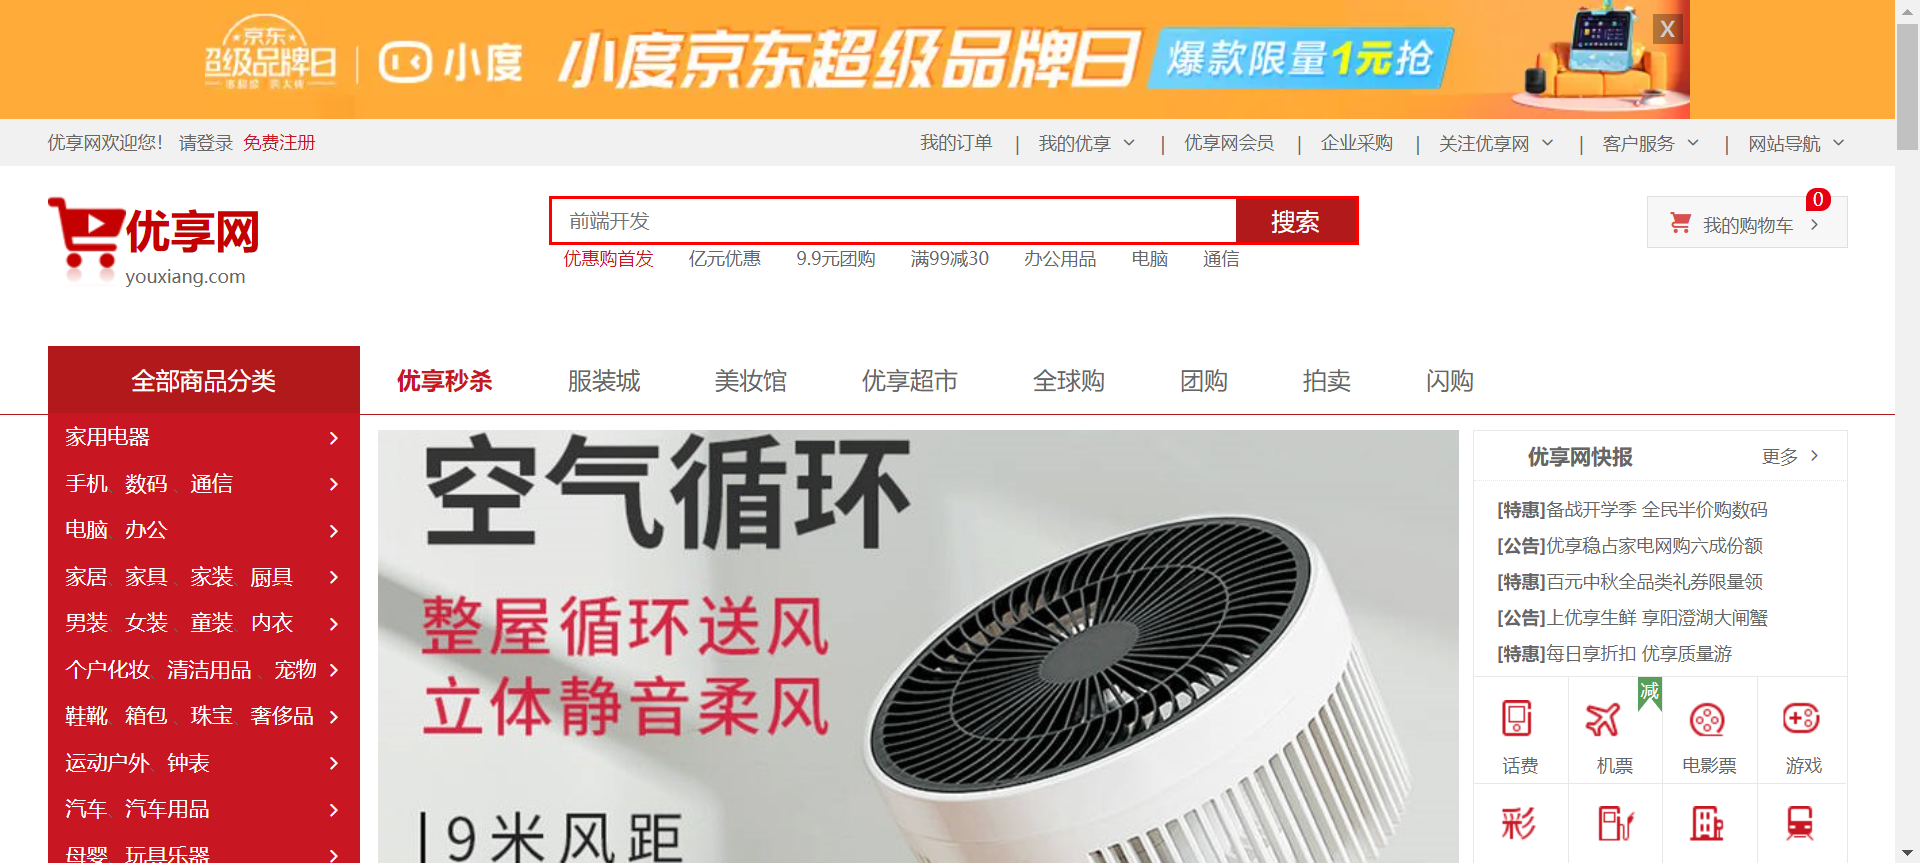 京东
超级品牌日
小度
小度京东超级品牌日
爆款限量1元抢
X
优享网欢迎您! 请登录 免费注册
我的订单 | 我的优享 | 优享网会员 | 企业采购 | 关注优享网 | 客户服务 | 网站导航
优享网
youxiang.com
前端开发
搜索
0
我的购物车
优惠购首发 亿元优惠 9.9元团购 满99减30 办公用品 电脑 通信
全部商品分类
优享秒杀 服装城 美妆馆 优享超市 全球购 团购 拍卖 闪购
家用电器
手机、数码、通信
电脑、办公
家居、家具、家装、厨具
男装、女装、童装、内衣
个户化妆、清洁用品、宠物
鞋靴、箱包、珠宝、奢侈品
运动户外、钟表
汽车、汽车用品
母婴、玩具乐器
空气循环
整屋循环送风
立体静音柔风
9米风距
优享网快报
更多
[特惠]备战开学季 全民半价购数码
[公告]优享稳占家电网购六成份额
[特惠]百元中秋全品类礼券限量领
[公告]上优享生鲜 享阳澄湖大闸蟹
[特惠]每日享折扣 优享质量游
减
话费 机票 电影票 游戏
彩